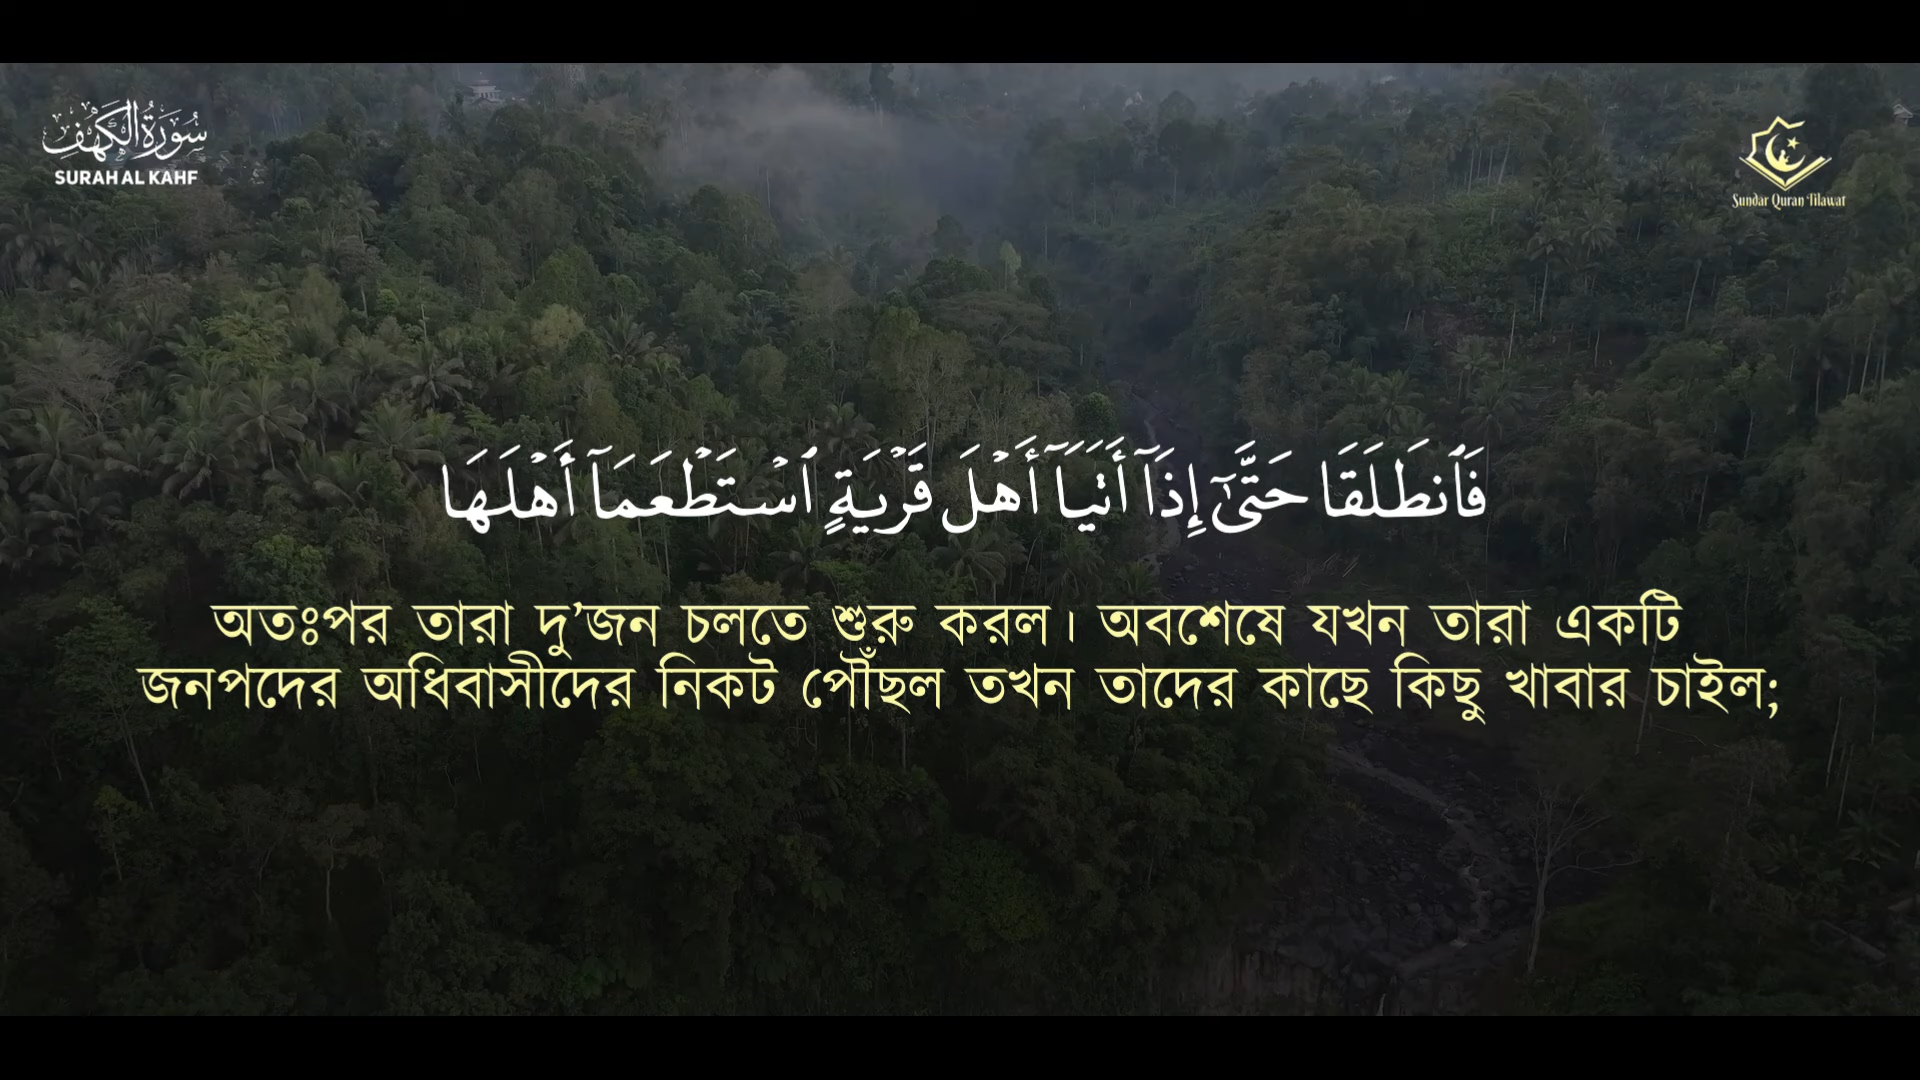 سُورَةُ الْكَهْفِ
SURAH AL KAHF
Sundar Quran Tilawat
فَٱنطَلَقَا حَتَّىٰٓ إِذَآ أَتَيَآ أَهْلَ قَرْيَةٍ ٱسْتَطْعَمَآ أَهْلَهَا
অতঃপর তারা দু’জন চলতে শুরু করল। অবশেষে যখন তারা একটি
জনপদের অধিবাসীদের নিকট পৌঁছল তখন তাদের কাছে কিছু খাবার চাইল;